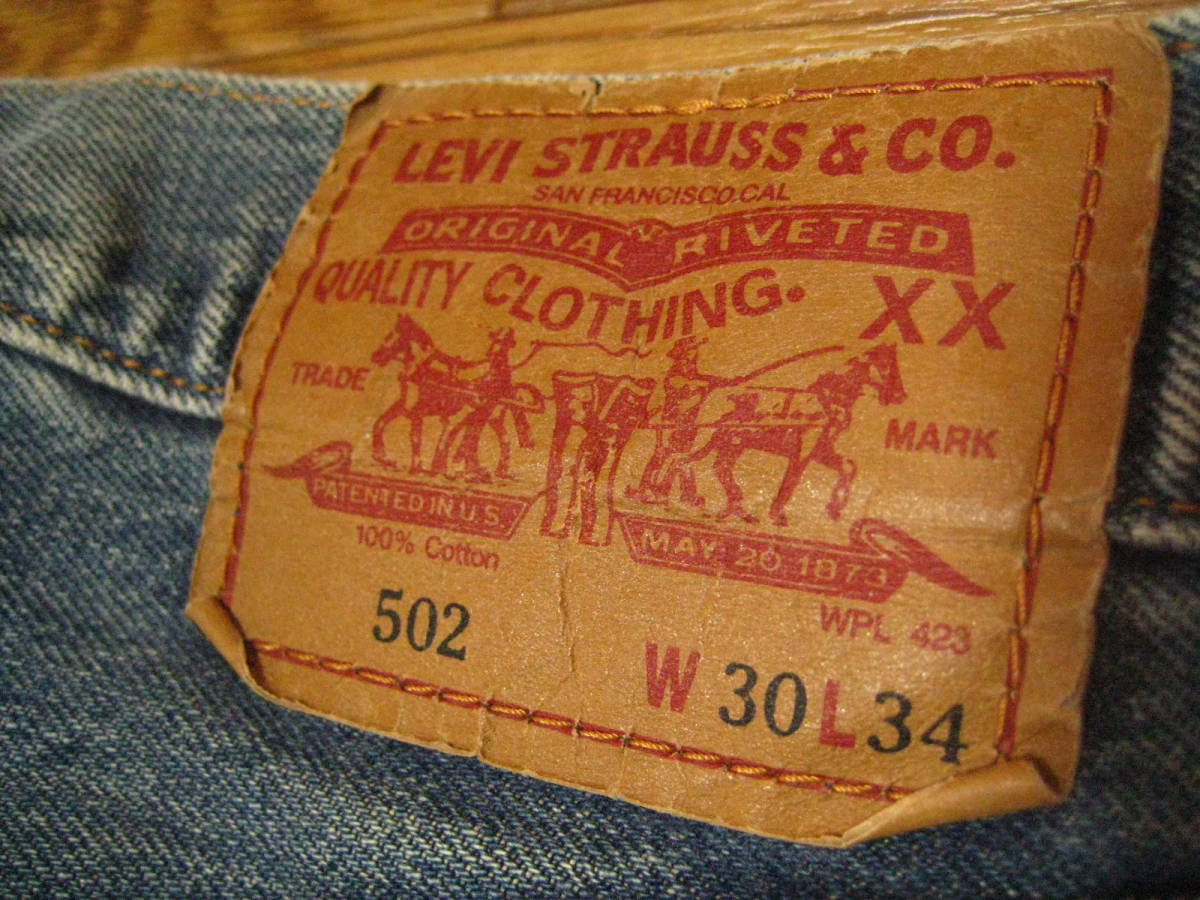 LEVI STRAUSS & CO.
SAN FRANCISCO, CAL
ORIGINAL RIVETED
QUALITY CLOTHING. XX
TRADE MARK
PATENTED IN U.S. MAY 20 1873
100% Cotton
WPL 423
502
W 30 L 34